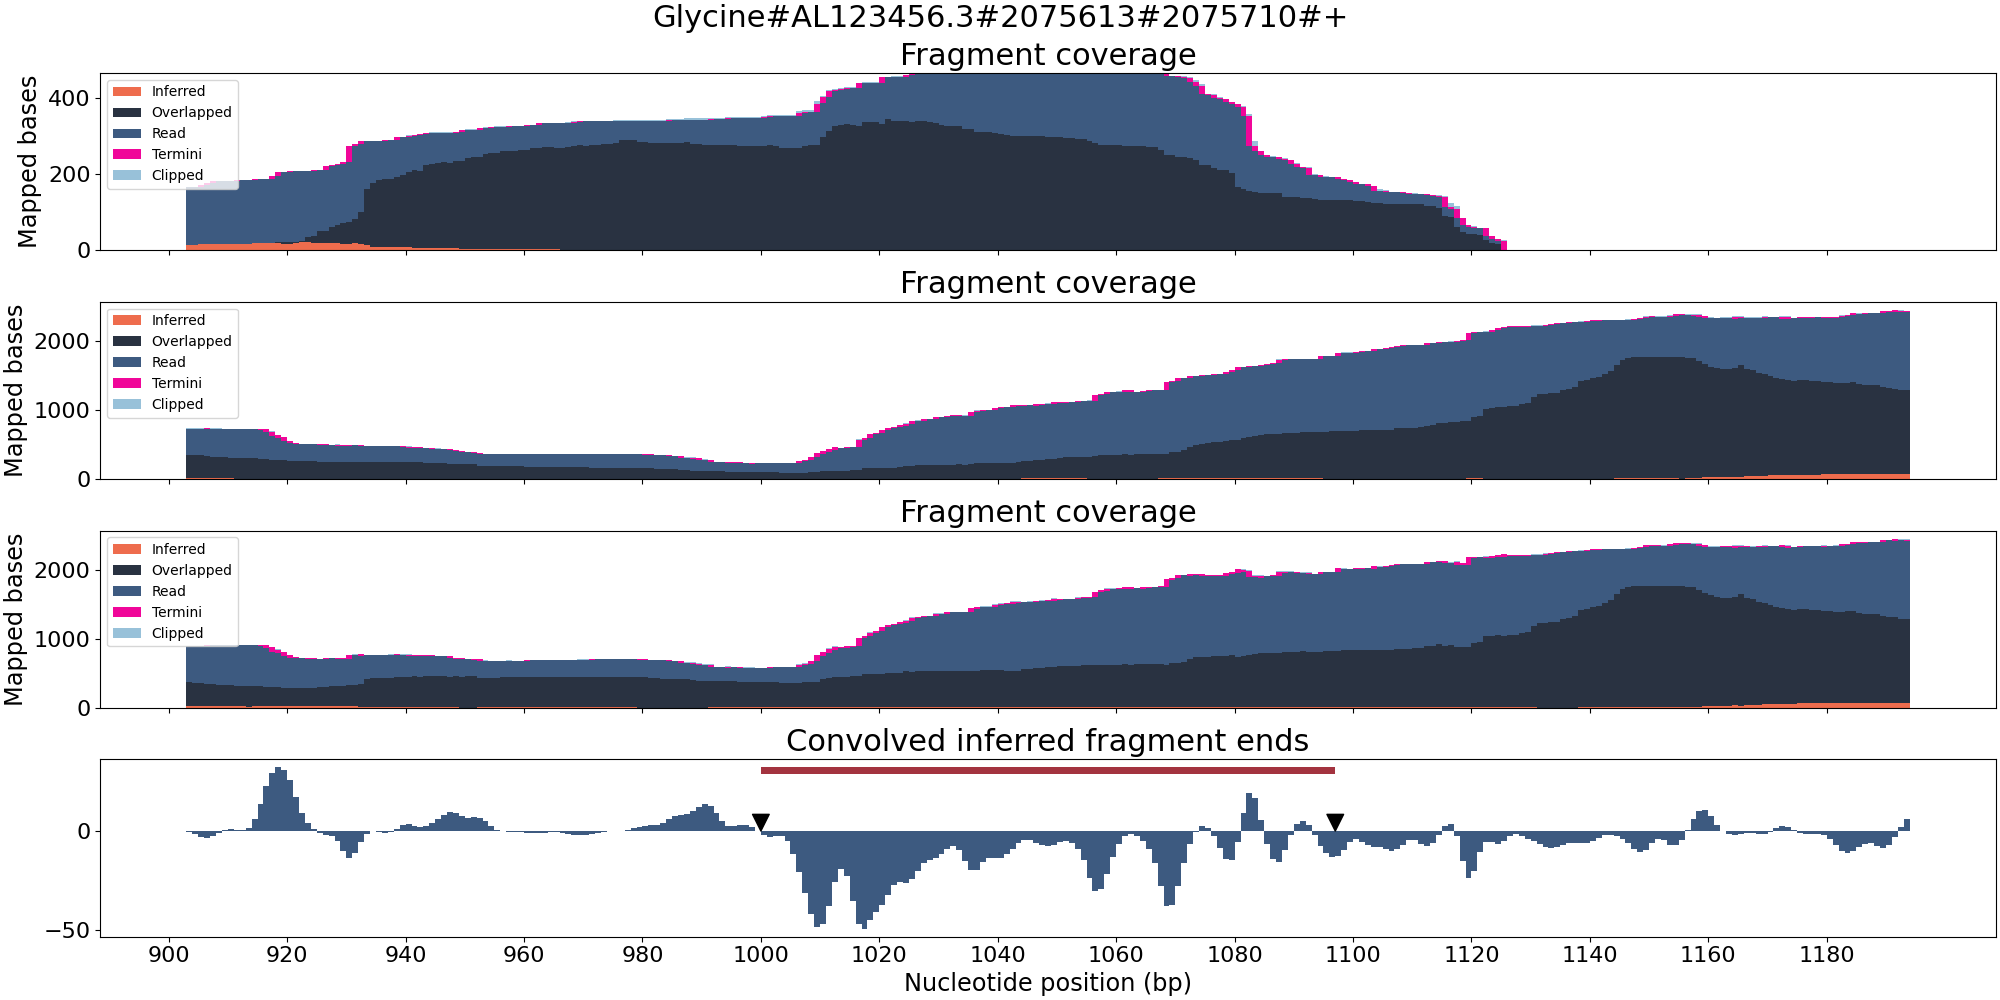 Glycine#AL123456.3#2075613#2075710#+
Fragment coverage
Mapped bases
400
200
0
Inferred
Overlapped
Read
Termini
Clipped
Fragment coverage
Mapped bases
2000
1000
0
Inferred
Overlapped
Read
Termini
Clipped
Fragment coverage
Mapped bases
2000
1000
0
Inferred
Overlapped
Read
Termini
Clipped
Convolved inferred fragment ends
0
−50
900 920 940 960 980 1000 1020 1040 1060 1080 1100 1120 1140 1160 1180
Nucleotide position (bp)